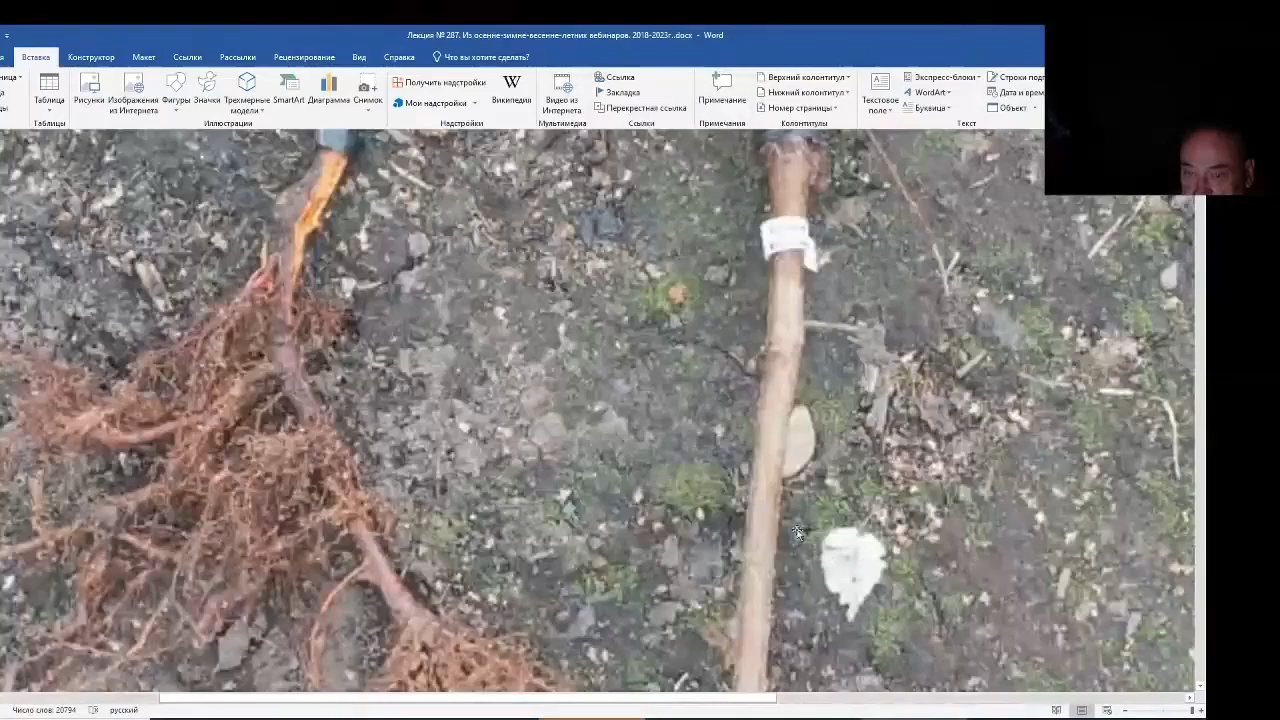 Лекция № 287. Из осенне-зимне-весенне-летних вебинаров. 2018-2023г..docx - Word
Вставка Конструктор Макет Ссылки Рассылки Рецензирование Вид Справка Что вы хотите сделать?
Таблица
Рисунки
Изображения из Интернета
Фигуры
Значки
Трехмерные модели
SmartArt
Диаграмма
Снимок
Получить надстройки
Мои надстройки
W
Википедия
Видео из Интернета
Ссылка
Закладка
Перекрестная ссылка
Примечание
Верхний колонтитул
Нижний колонтитул
Номер страницы
Текстовое поле
Экспресс-блоки
WordArt
Буквица
Объект
Таблицы Иллюстрации Надстройки Мультимедиа Ссылки Примечания Колонтитулы Текст
Число слов: 20794 русский